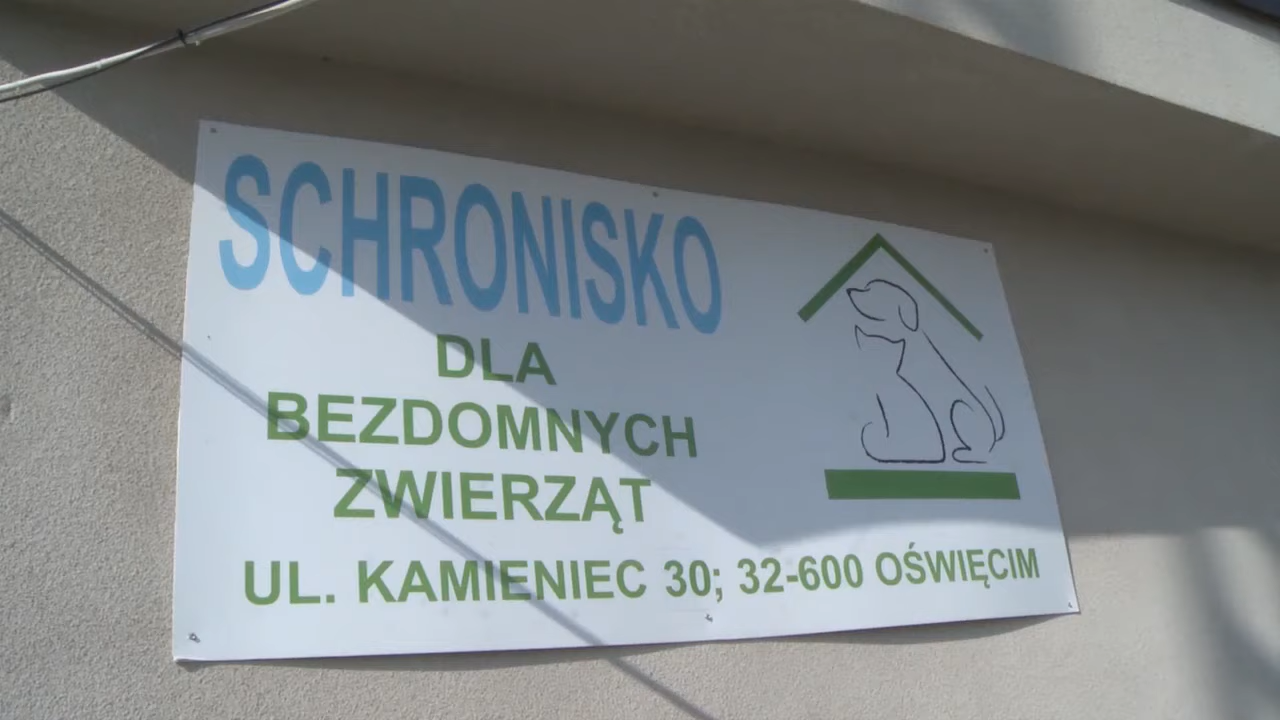 SCHRONISKO
DLA
BEZDOMNYCH
ZWIERZĄT
UL. KAMIENIEC 30; 32-600 OŚWIĘCIM